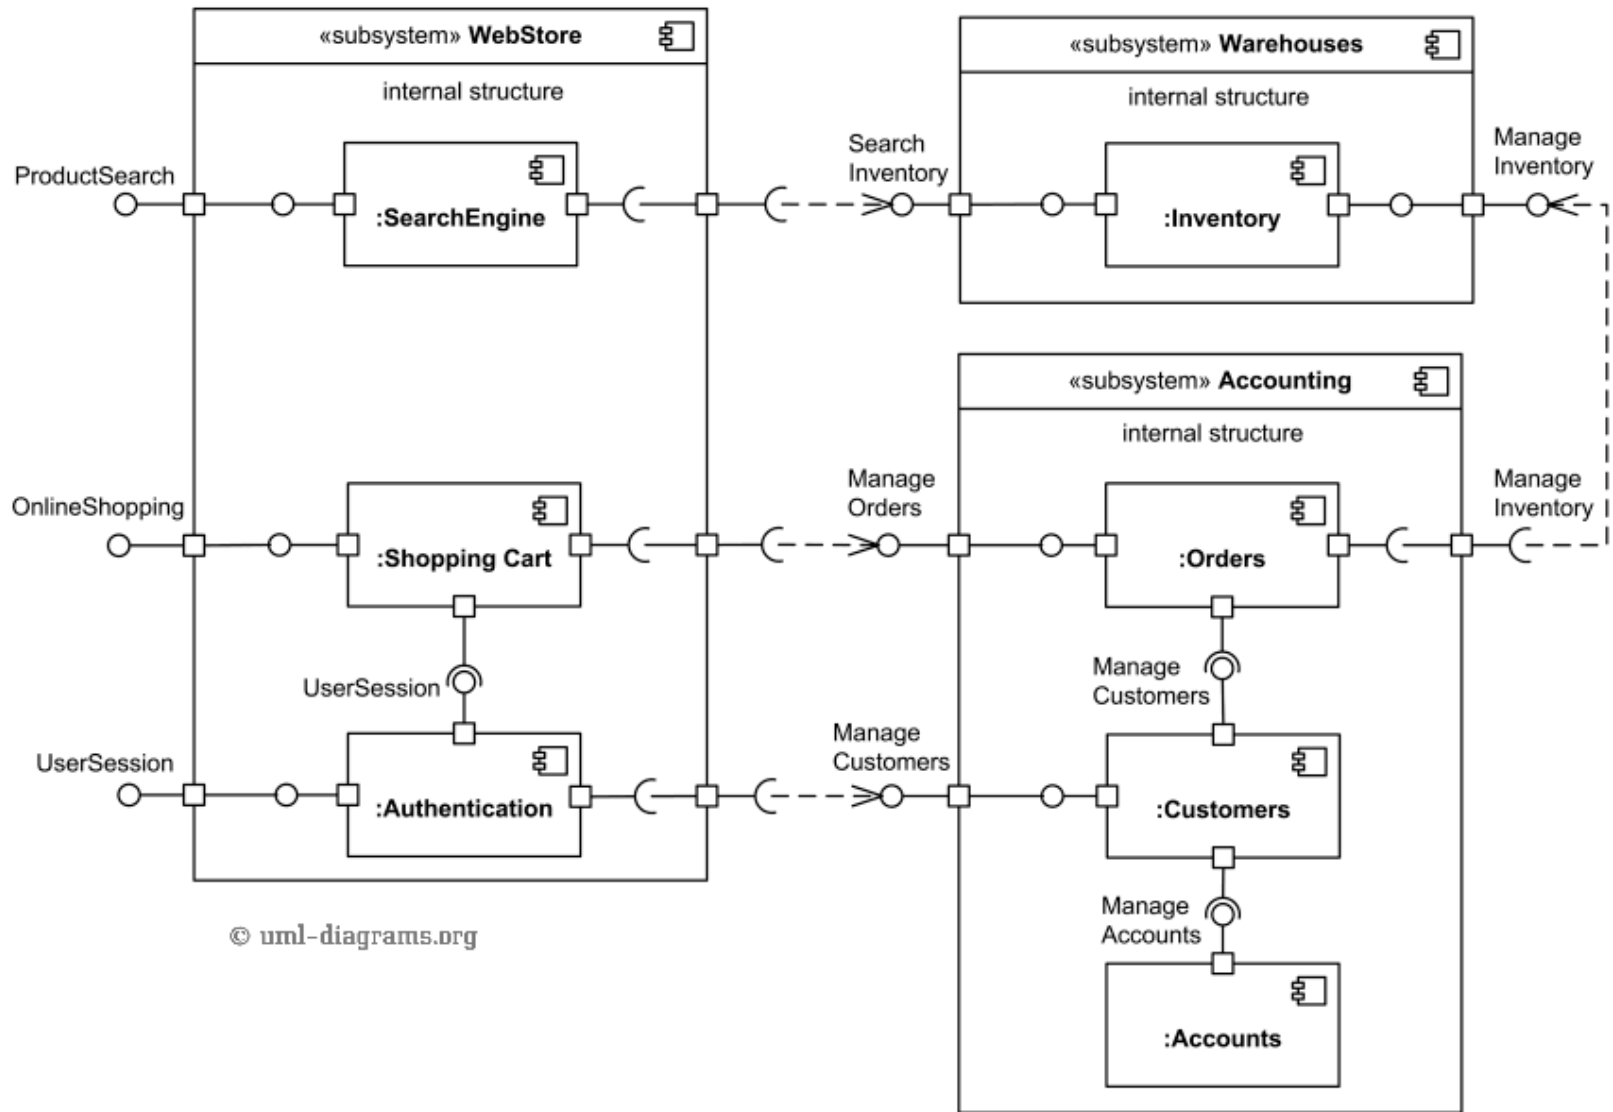 «subsystem» WebStore
internal structure
ProductSearch
:SearchEngine
OnlineShopping
:Shopping Cart
UserSession
UserSession
:Authentication
© uml-diagrams.org
Search
Inventory
«subsystem» Warehouses
internal structure
:Inventory
Manage
Inventory
«subsystem» Accounting
internal structure
Manage
Orders
:Orders
Manage
Inventory
Manage
Customers
Manage
Customers
:Customers
Manage
Accounts
:Accounts